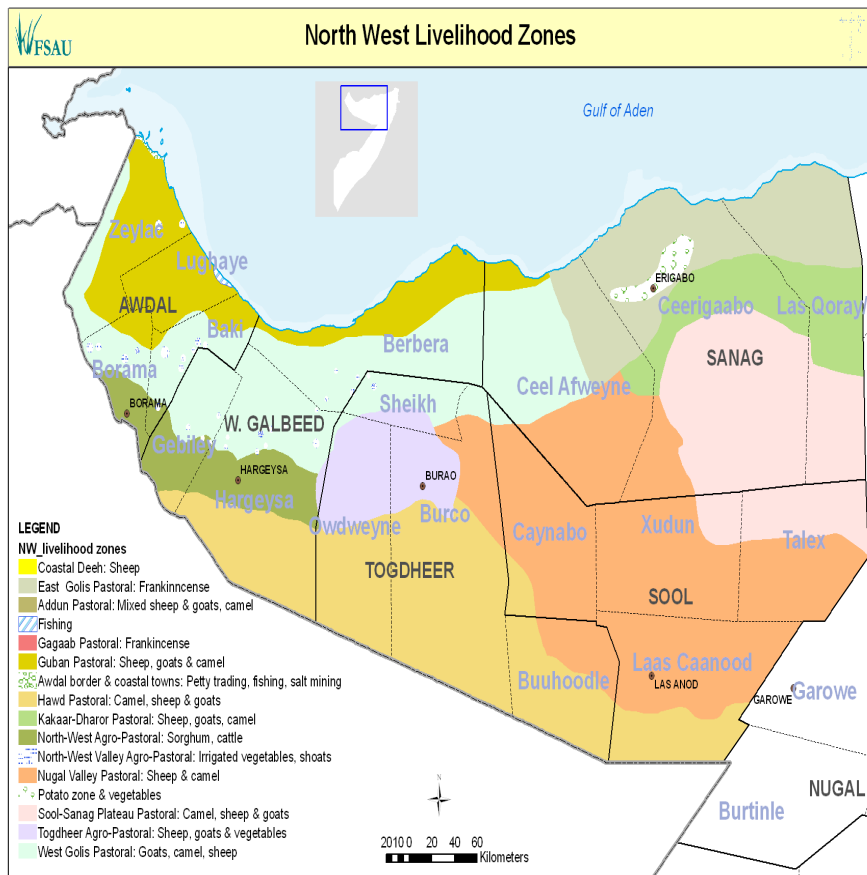 FSAU
North West Livelihood Zones
Gulf of Aden
Zeylac
Lughaye
AWDAL
Baki
Borama
BORAMA
Berbera
ERIGABO
Ceerigaabo
Las Qoray
SANAG
Ceel Afweyne
Sheikh
W. GALBEED
Gebiley
HARGEYSA
Hargeysa
BURAO
Burco
Owdweyne
Caynabo
Xudun
Talex
TOGDHEER
SOOL
Buuhoodle
Laas Caanood
LAS ANOD
Garowe
GAROWE
NUGAL
Burtinle
LEGEND
NW_livelihood zones
Coastal Deeh: Sheep
East Golis Pastoral: Frankinncense
Addun Pastoral: Mixed sheep & goats, camel
Fishing
Gagaab Pastoral: Frankincense
Guban Pastoral: Sheep, goats & camel
Awdal border & coastal towns: Petty trading, fishing, salt mining
Hawd Pastoral: Camel, sheep & goats
Kakaar-Dharor Pastoral: Sheep, goats, camel
North-West Agro-Pastoral: Sorghum, cattle
North-West Valley Agro-Pastoral: Irrigated vegetables, shoats
Nugal Valley Pastoral: Sheep & camel
Potato zone & vegetables
Sool-Sanag Plateau Pastoral: Camel, sheep & goats
Togdheer Agro-Pastoral: Sheep, goats & vegetables
West Golis Pastoral: Goats, camel, sheep
2010 0 20 40 60
Kilometers